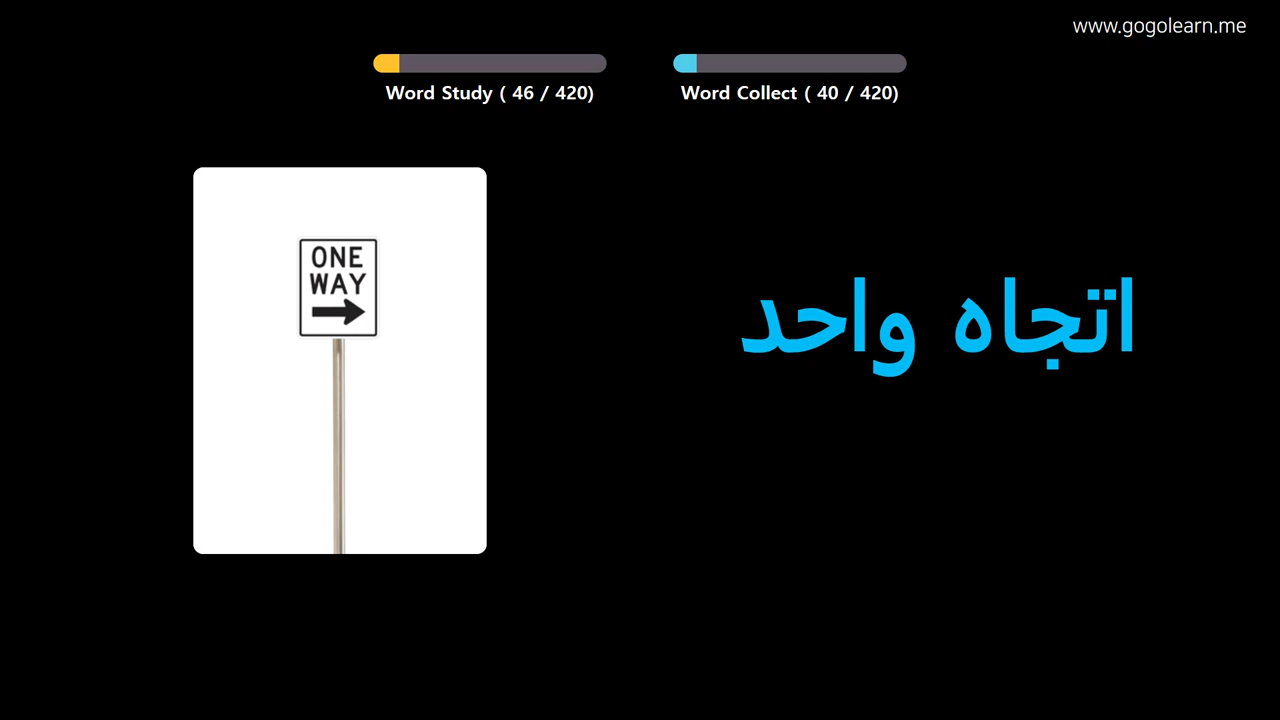 www.gogolearn.me
Word Study ( 46 / 420)
Word Collect ( 40 / 420)
ONE
WAY
اتجاه واحد